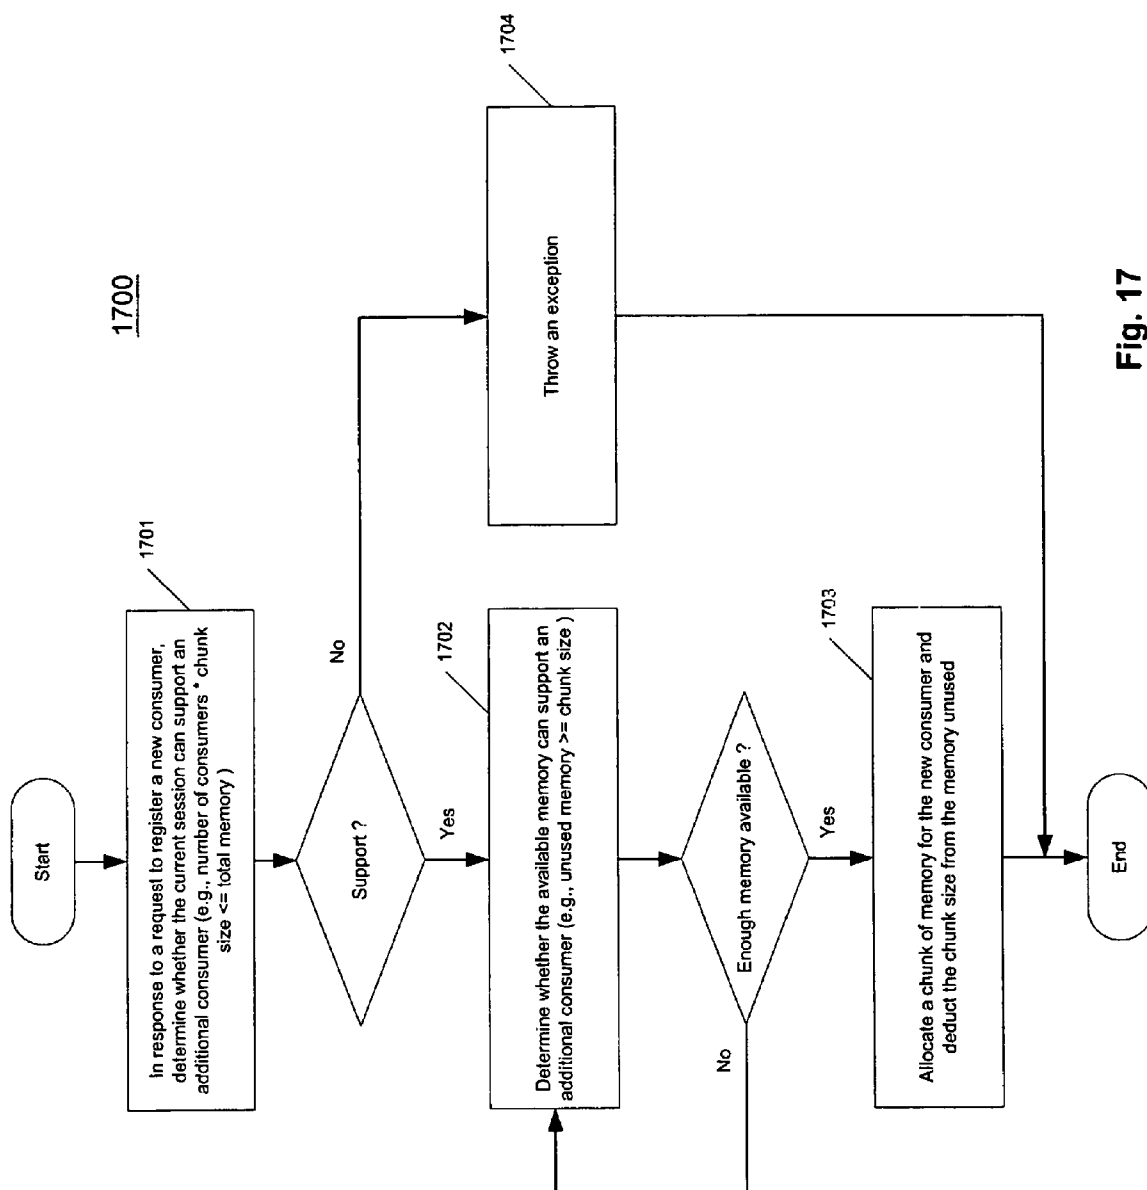 1700
Start
1701
In response to a request to register a new consumer,
determine whether the current session can support an
additional consumer (e.g., number of consumers * chunk
size <= total memory )
Support ?
No
Yes
1704
Throw an exception
1702
Determine whether the available memory can support an
additional consumer (e.g., unused memory >= chunk size )
Enough memory available ?
No
Yes
1703
Allocate a chunk of memory for the new consumer and
deduct the chunk size from the memory unused
End
Fig. 17